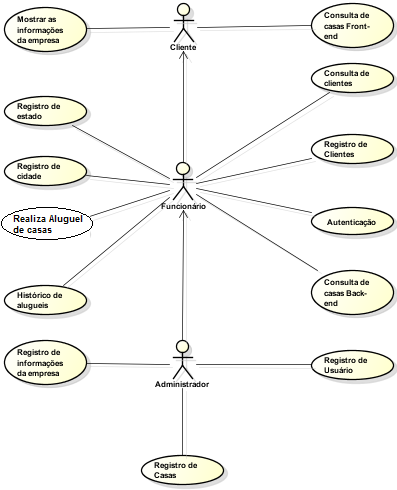 Mostrar as
informações
da empresa
Cliente
Consulta de
casas Front-
end
Consulta de
clientes
Registro de
estado
Registro de
Clientes
Registro de
cidade
Funcionário
Realiza Aluguel
de casas
Autenticação
Histórico de
alugueis
Consulta de
casas Back-
end
Registro de
informações
da empresa
Administrador
Registro de
Usuário
Registro de
Casas